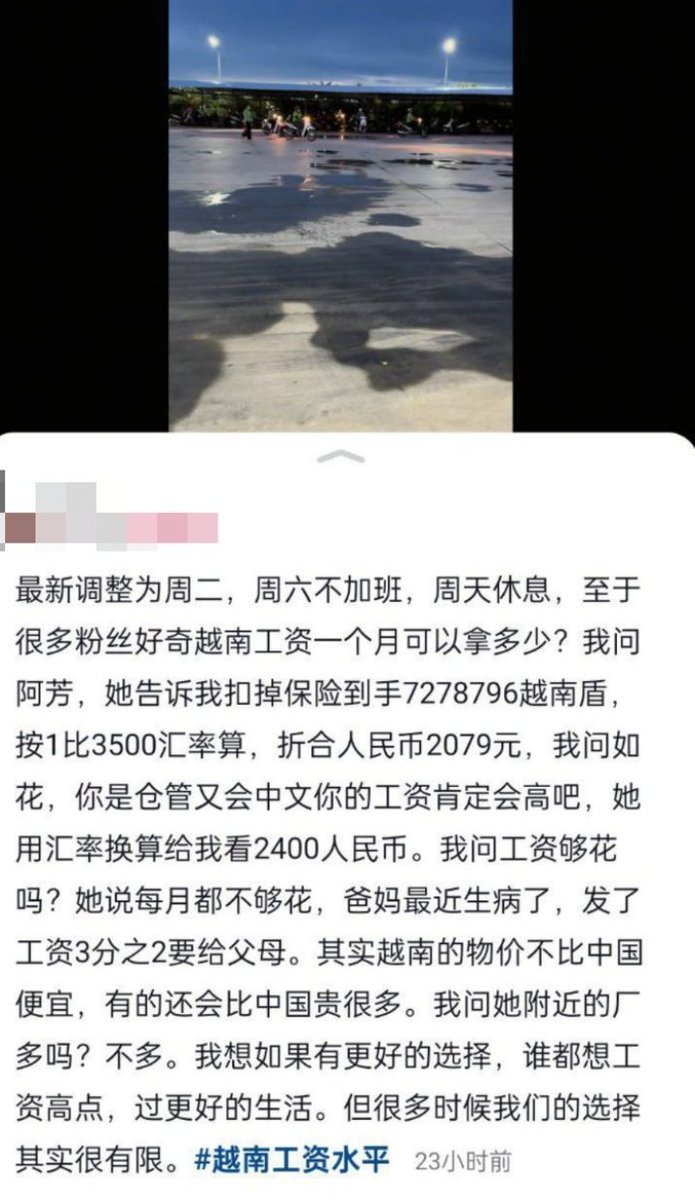 最新调整为周二，周六不加班，周天休息，至于
很多粉丝好奇越南工资一个月可以拿多少？我问
阿芳，她告诉我扣掉保险到手7278796越南盾，
按1比3500汇率算，折合人民币2079元，我问如
花，你是仓管又会中文你的工资肯定会高吧，她
用汇率换算给我看2400人民币。我问工资够花
吗？她说每月都不够花，爸妈最近生病了，发了
工资3分之2要给父母。其实越南的物价不比中国
便宜，有的还会比中国贵很多。我问她附近的厂
多吗？不多。我想如果有更好的选择，谁都想工
资高点，过更好的生活。但很多时候我们的选择
其实很有限。#越南工资水平 23小时前